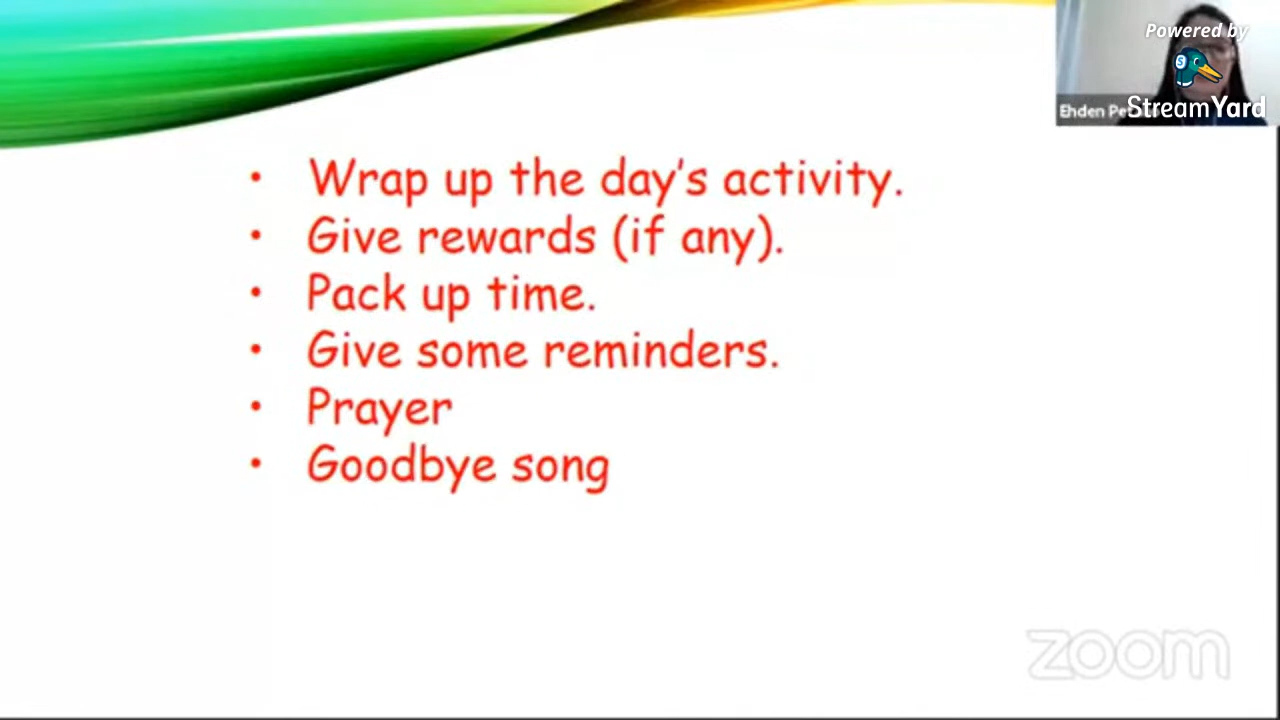 Powered by
StreamYard
Ehden
• Wrap up the day's activity.
• Give rewards (if any).
• Pack up time.
• Give some reminders.
• Prayer
• Goodbye song
zoom